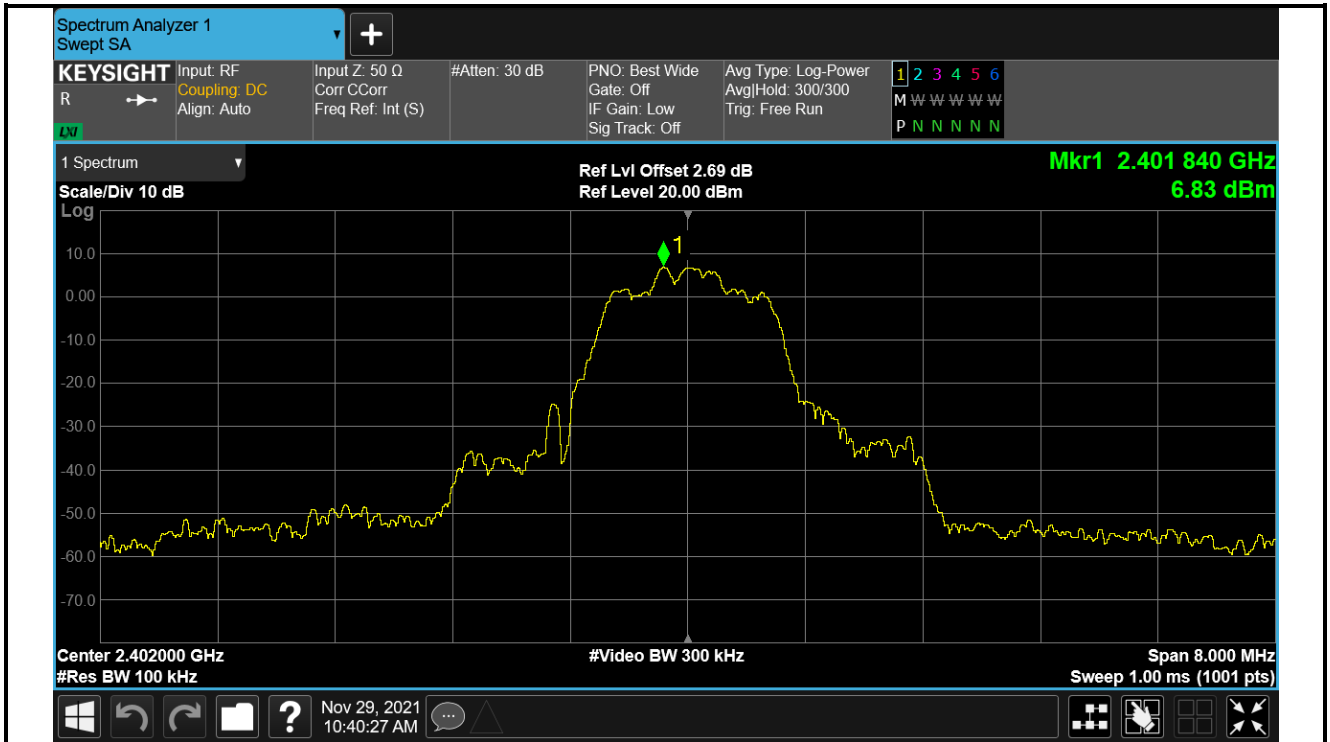 Spectrum Analyzer 1
Swept SA
+
KEYSIGHT
R
LXI
Input: RF
Coupling: DC
Align: Auto
Input Z: 50 Ω
Corr CCorr
Freq Ref: Int (S)
#Atten: 30 dB
PNO: Best Wide
Gate: Off
IF Gain: Low
Sig Track: Off
Avg Type: Log-Power
Avg|Hold: 300/300
Trig: Free Run
1 2 3 4 5 6
M W W W W W
P N N N N N
1 Spectrum
Scale/Div 10 dB
Log
Ref Lvl Offset 2.69 dB
Ref Level 20.00 dBm
Mkr1 2.401 840 GHz
6.83 dBm
1
10.0
0.00
-10.0
-20.0
-30.0
-40.0
-50.0
-60.0
-70.0
Center 2.402000 GHz
#Res BW 100 kHz
#Video BW 300 kHz
Span 8.000 MHz
Sweep 1.00 ms (1001 pts)
?
Nov 29, 2021
10:40:27 AM